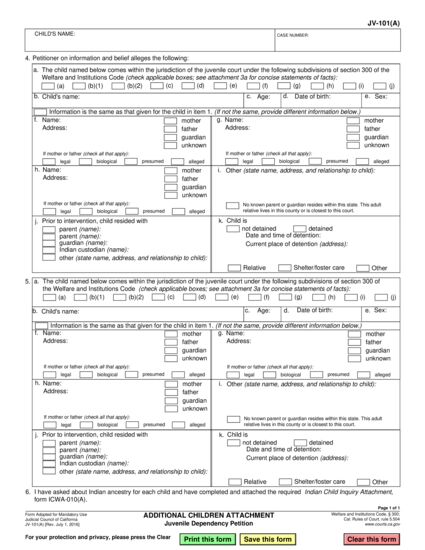 JV-101(A)
CHILD'S NAME:
CASE NUMBER:
4. Petitioner on information and belief alleges the following:
a. The child named below comes within the jurisdiction of the juvenile court under the following subdivisions of section 300 of the
Welfare and Institutions Code (check applicable boxes; see attachment 3a for concise statements of facts):
(a) (b)(1) (b)(2) (c) (d) (e) (f) (g) (h) (i) (j)
b. Child's name: c. Age: d. Date of birth: e. Sex:
Information is the same as that given for the child in item 1. (If not the same, provide different information below.)
f. Name: mother g. Name: mother
Address: father Address: father
guardian guardian
unknown unknown
If mother or father (check all that apply): If mother or father (check all that apply):
legal biological presumed alleged legal biological presumed alleged
h. Name: mother i. Other (state name, address, and relationship to child):
Address: father
guardian
unknown
If mother or father (check all that apply): No known parent or guardian resides within this state. This adult
legal biological presumed alleged relative lives in this county or is closest to this court.
j. Prior to intervention, child resided with k. Child is
parent (name): not detained detained
parent (name): Date and time of detention:
guardian (name): Current place of detention (address):
Indian custodian (name):
other (state name, address, and relationship to child):
Relative Shelter/foster care Other
5. a. The child named below comes within the jurisdiction of the juvenile court under the following subdivisions of section 300 of
the Welfare and Institutions Code (check applicable boxes; see attachment 3a for concise statements of facts):
(a) (b)(1) (b)(2) (c) (d) (e) (f) (g) (h) (i) (j)
b. Child's name: c. Age: d. Date of birth: e. Sex:
Information is the same as that given for the child in item 1. (If not the same, provide different information below.)
f. Name: mother g. Name: mother
Address: father Address: father
guardian guardian
unknown unknown
If mother or father (check all that apply): If mother or father (check all that apply):
legal biological presumed alleged legal biological presumed alleged
h. Name: mother i. Other (state name, address, and relationship to child):
Address: father
guardian
unknown
If mother or father (check all that apply): No known parent or guardian resides within this state. This adult
legal biological presumed alleged relative lives in this county or is closest to this court.
j. Prior to intervention, child resided with k. Child is
parent (name): not detained detained
parent (name): Date and time of detention:
guardian (name): Current place of detention (address):
Indian custodian (name):
other (state name, address, and relationship to child):
Relative Shelter/foster care Other
6. I have asked about Indian ancestry for each child and have completed and attached the required Indian Child Inquiry Attachment,
form ICWA-010(A).
Page 1 of 1
Form Adopted for Mandatory Use
Judicial Council of California
JV-101(A) [Rev. July 1, 2016]
ADDITIONAL CHILDREN ATTACHMENT
Juvenile Dependency Petition
Welfare and Institutions Code, § 300;
Cal. Rules of Court, rule 5.504
www.courts.ca.gov
For your protection and privacy, please press the Clear
Print this form Save this form Clear this form